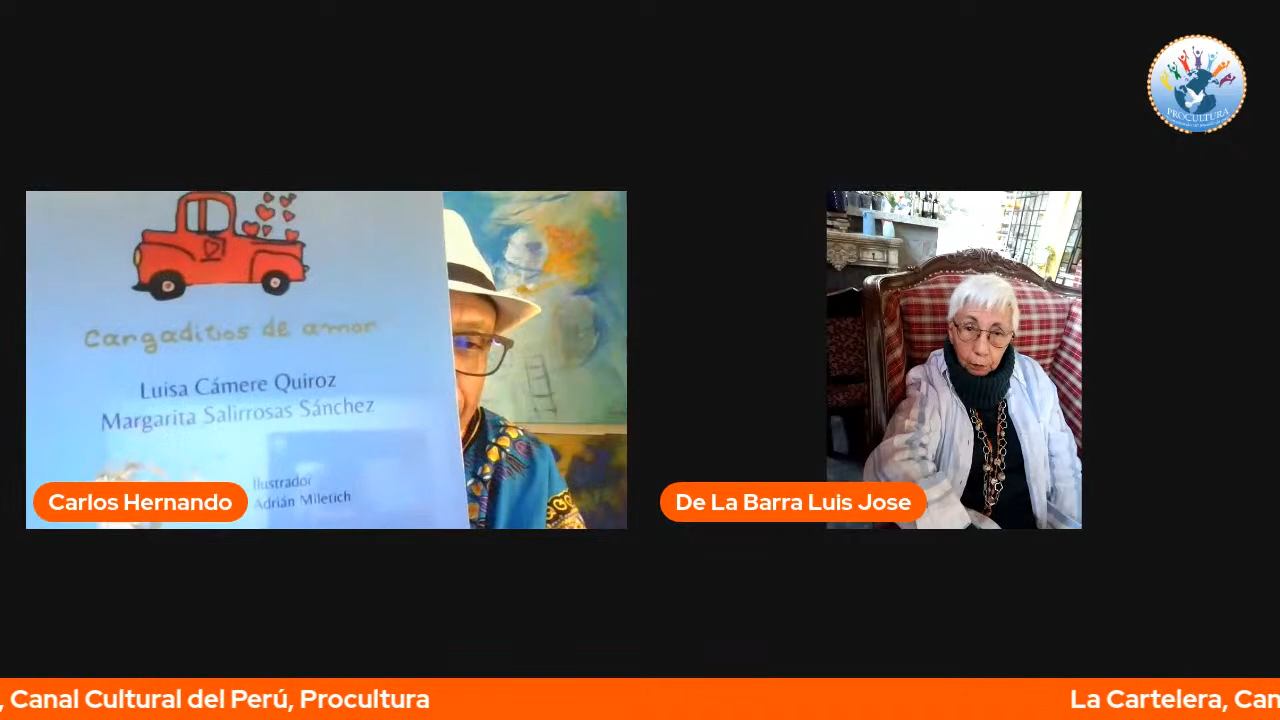 PROCULTURA
Cargaditos de amor
Luisa Cámere Quiroz
Margarita Salirrosas Sánchez
Ilustrador
Adrián Miletich
Carlos Hernando
De La Barra Luis Jose
, Canal Cultural del Perú, Procultura
La Cartelera, Can